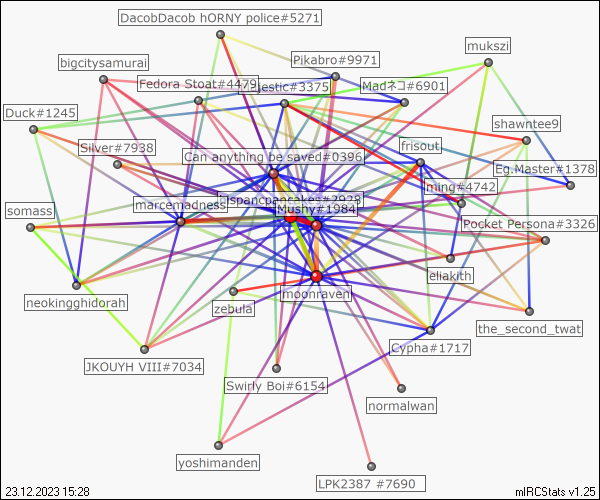 DacobDacob hORNY police#5271
mukszi
bigcitysamurai
Pikabro#9971
Fedora Stoat#4479
jestic#3375
Madネコ#6901
Duck#1245
shawntee9
Silver#7938
frisout
Can anything be saved#0396
Eg.Master#1378
ming#4742
marcemadness
Mushy#1984
somass
Pocket Persona#3326
eliakith
moonraven
neokingghidorah
zebula
the_second_twat
Cypha#1717
JKOUYH VIII#7034
Swirly Boi#6154
normalwan
yoshimanden
LPK2387 #7690
23.12.2023 15:28
mIRCStats v1.25